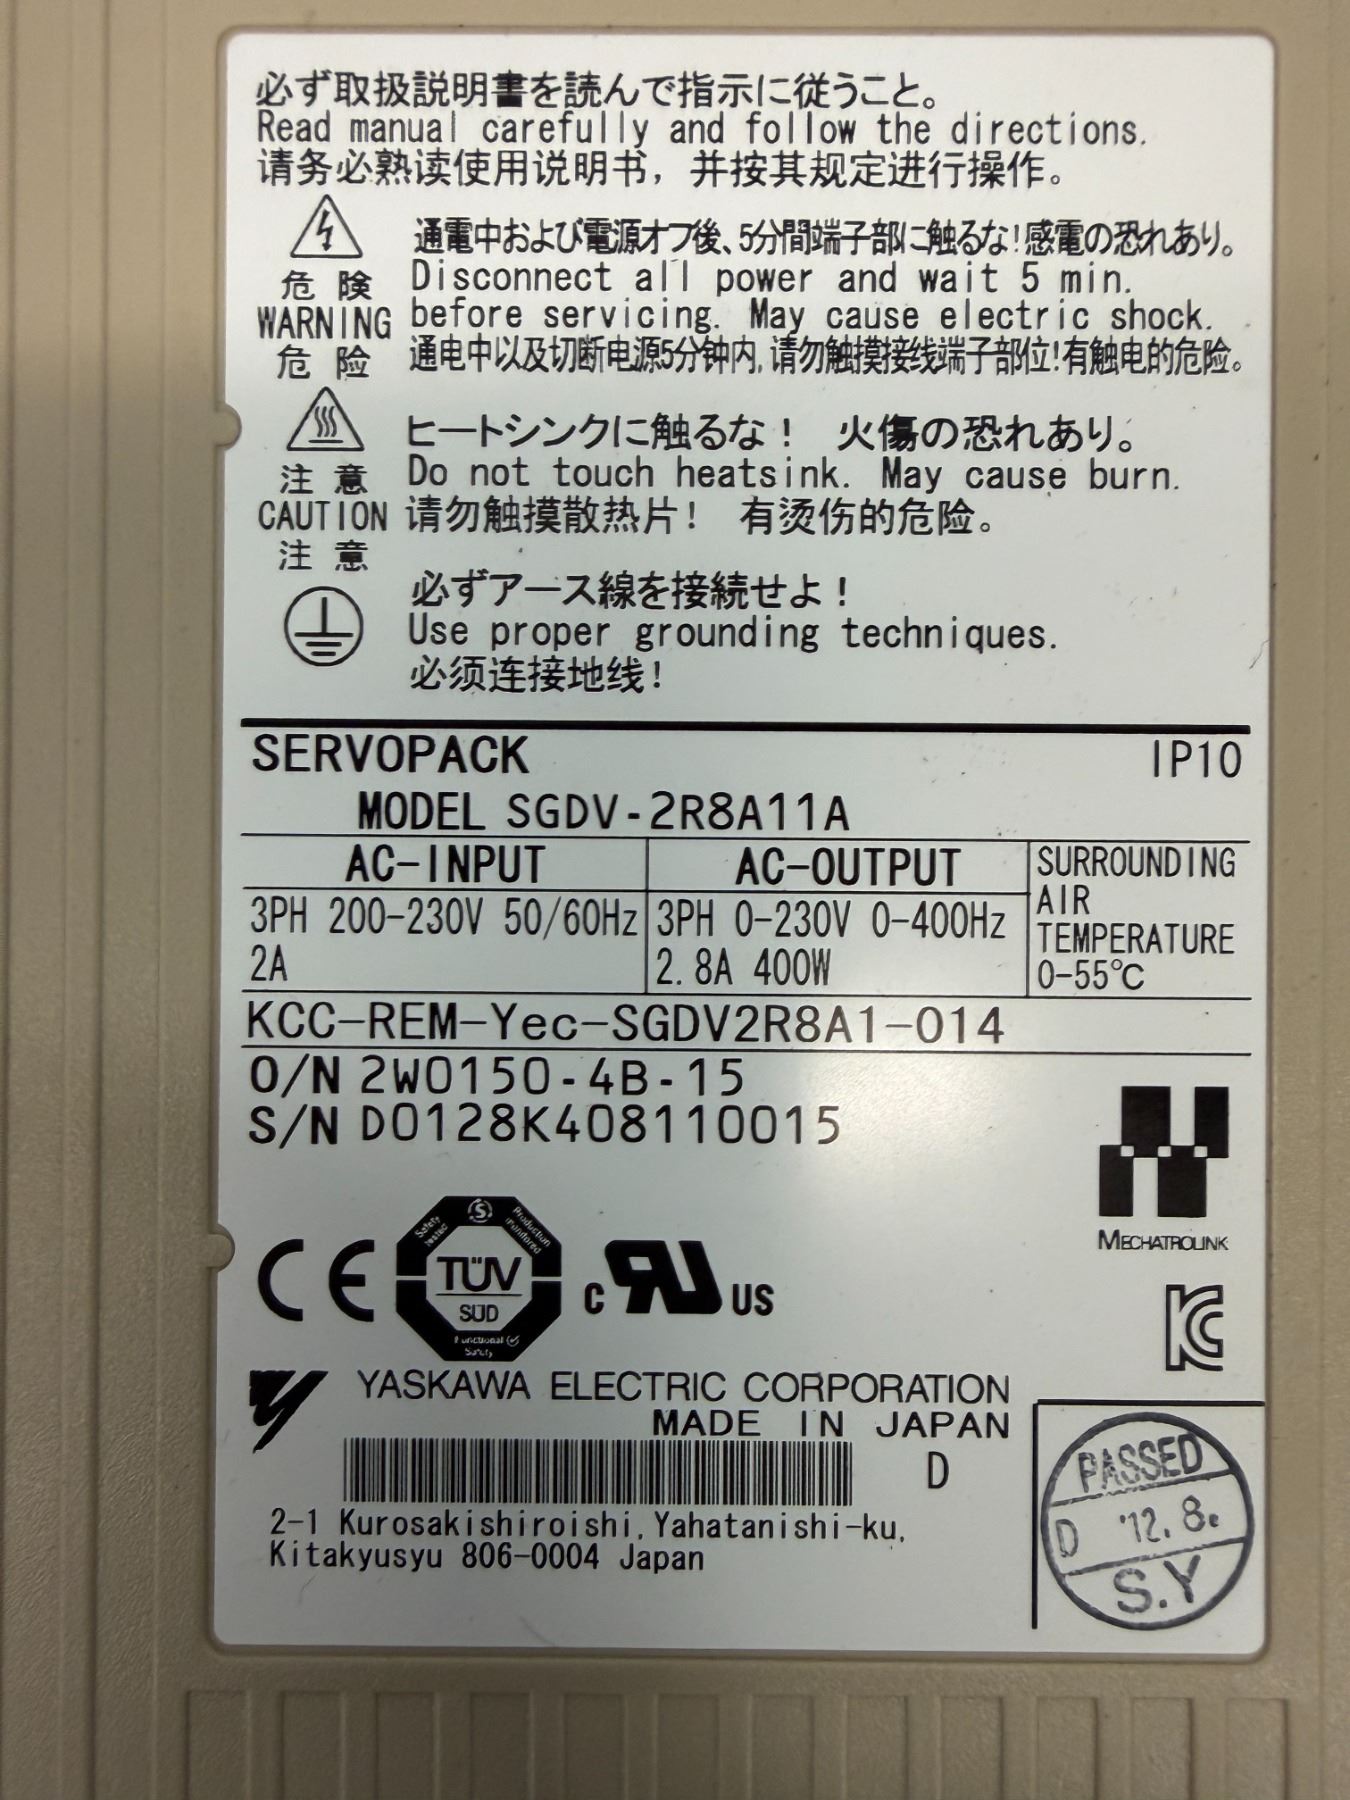 必ず取扱説明書を読んで指示に従うこと。
Read manual carefully and follow the directions.
请务必熟读使用说明书，并按其规定进行操作。
危 険
WARNING
危 险
通電中および電源オフ後、5分間端子部に触るな！感電の恐れあり。
Disconnect all power and wait 5 min.
before servicing. May cause electric shock.
通电中以及切断电源5分钟内，请勿触摸接线端子部位！有触电的危险。
注 意
CAUTION
注 意
ヒートシンクに触るな！ 火傷の恐れあり。
Do not touch heatsink. May cause burn.
请勿触摸散热片！ 有烫伤的危险。
必ずアース線を接続せよ！
Use proper grounding techniques.
必须连接地线！
SERVOPACK IP10
MODEL SGDV-2R8A11A
AC-INPUT
3PH 200-230V 50/60Hz
2A
AC-OUTPUT
3PH 0-230V 0-400Hz
2.8A 400W
SURROUNDING
AIR
TEMPERATURE
0-55℃
KCC-REM-Yec-SGDV2R8A1-014
O/N 2W0150-4B-15
S/N D0128K408110015
MECHATROLINK
CE
Safety tested
S
Production monitored
TÜV
SÜD
Functional Safety
c RU US
KC
YASKAWA ELECTRIC CORPORATION
MADE IN JAPAN
D
2-1 Kurosakishiroishi, Yahatanishi-ku,
Kitakyusyu 806-0004 Japan
PASSED
D '12.8.
S.Y